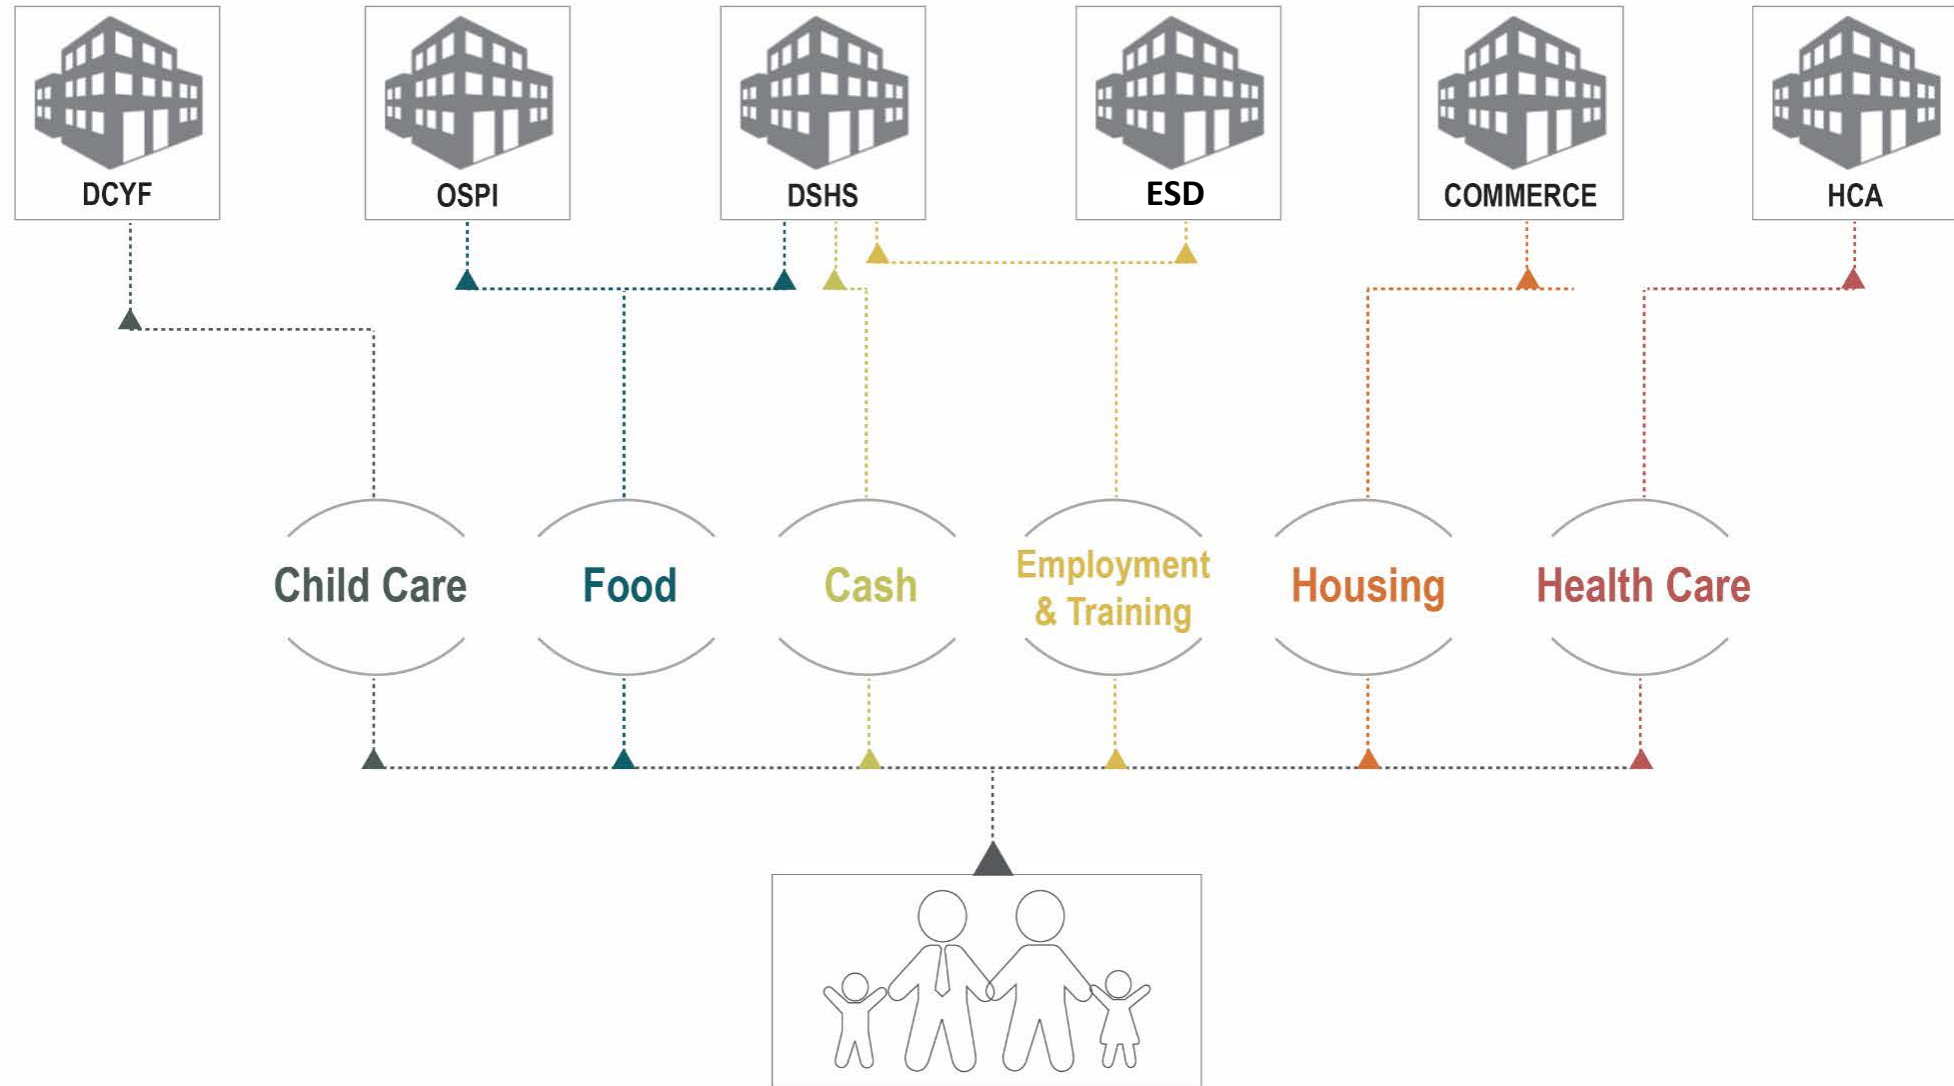 DCYF
OSPI
DSHS
ESD
COMMERCE
HCA
Child Care
Food
Cash
Employment
& Training
Housing
Health Care